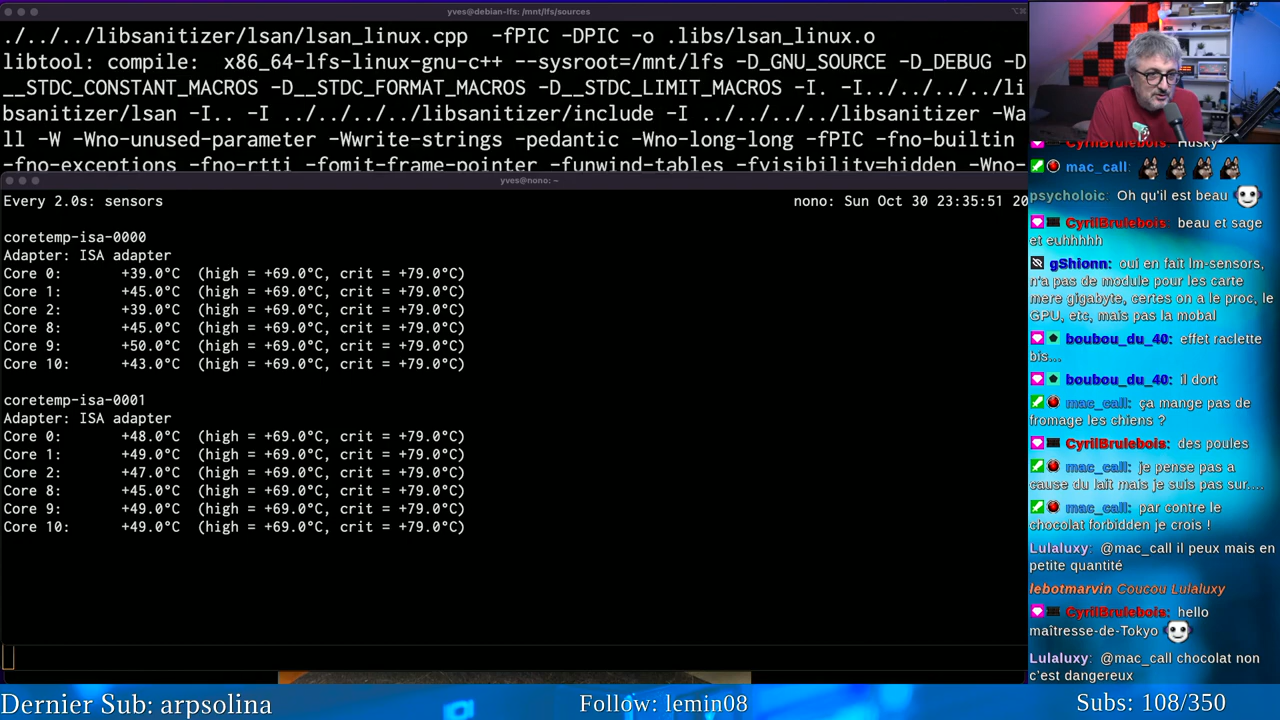 yves@debian-lfs: /mnt/lfs/sources
./../../libsanitizer/lsan/lsan_linux.cpp  -fPIC -DPIC -o .libs/lsan_linux.o
libtool: compile:  x86_64-lfs-linux-gnu-c++ --sysroot=/mnt/lfs -D_GNU_SOURCE -D_DEBUG -D
__STDC_CONSTANT_MACROS -D__STDC_FORMAT_MACROS -D__STDC_LIMIT_MACROS -I. -I../../../../li
bsanitizer/lsan -I.. -I ../../../../libsanitizer/include -I ../../../../libsanitizer -Wa
ll -W -Wno-unused-parameter -Wwrite-strings -pedantic -Wno-long-long -fPIC -fno-builtin
-fno-exceptions -fno-rtti -fomit-frame-pointer -funwind-tables -fvisibility=hidden -Wno-
yves@nono: ~
Every 2.0s: sensors
nono: Sun Oct 30 23:35:51 20
coretemp-isa-0000
Adapter: ISA adapter
Core 0:       +39.0°C  (high = +69.0°C, crit = +79.0°C)
Core 1:       +45.0°C  (high = +69.0°C, crit = +79.0°C)
Core 2:       +39.0°C  (high = +69.0°C, crit = +79.0°C)
Core 8:       +45.0°C  (high = +69.0°C, crit = +79.0°C)
Core 9:       +50.0°C  (high = +69.0°C, crit = +79.0°C)
Core 10:      +43.0°C  (high = +69.0°C, crit = +79.0°C)
coretemp-isa-0001
Adapter: ISA adapter
Core 0:       +48.0°C  (high = +69.0°C, crit = +79.0°C)
Core 1:       +49.0°C  (high = +69.0°C, crit = +79.0°C)
Core 2:       +47.0°C  (high = +69.0°C, crit = +79.0°C)
Core 8:       +45.0°C  (high = +69.0°C, crit = +79.0°C)
Core 9:       +49.0°C  (high = +69.0°C, crit = +79.0°C)
Core 10:      +49.0°C  (high = +69.0°C, crit = +79.0°C)
CyrilBrulebois: Husky
mac_call:
psycholoic: Oh qu'il est beau
CyrilBrulebois: beau et sage
et euhhhhh
gShionn: oui en fait lm-sensors,
n'a pas de module pour les carte
mere gigabyte, certes on a le proc, le
GPU, etc, mais pas la mobal
boubou_du_40: effet raclette
bis...
boubou_du_40: il dort
mac_call: ça mange pas de
fromage les chiens ?
CyrilBrulebois: des poules
mac_call: je pense pas a
cause du lait mais je suis pas sur....
mac_call: par contre le
chocolat forbidden je crois !
Lulaluxy: @mac_call il peux mais en
petite quantité
lebotmarvin Coucou Lulaluxy
CyrilBrulebois: hello
maîtresse-de-Tokyo
Lulaluxy: @mac_call chocolat non
c'est dangereux
Dernier Sub: arpsolina
Follow: lemin08
Subs: 108/350